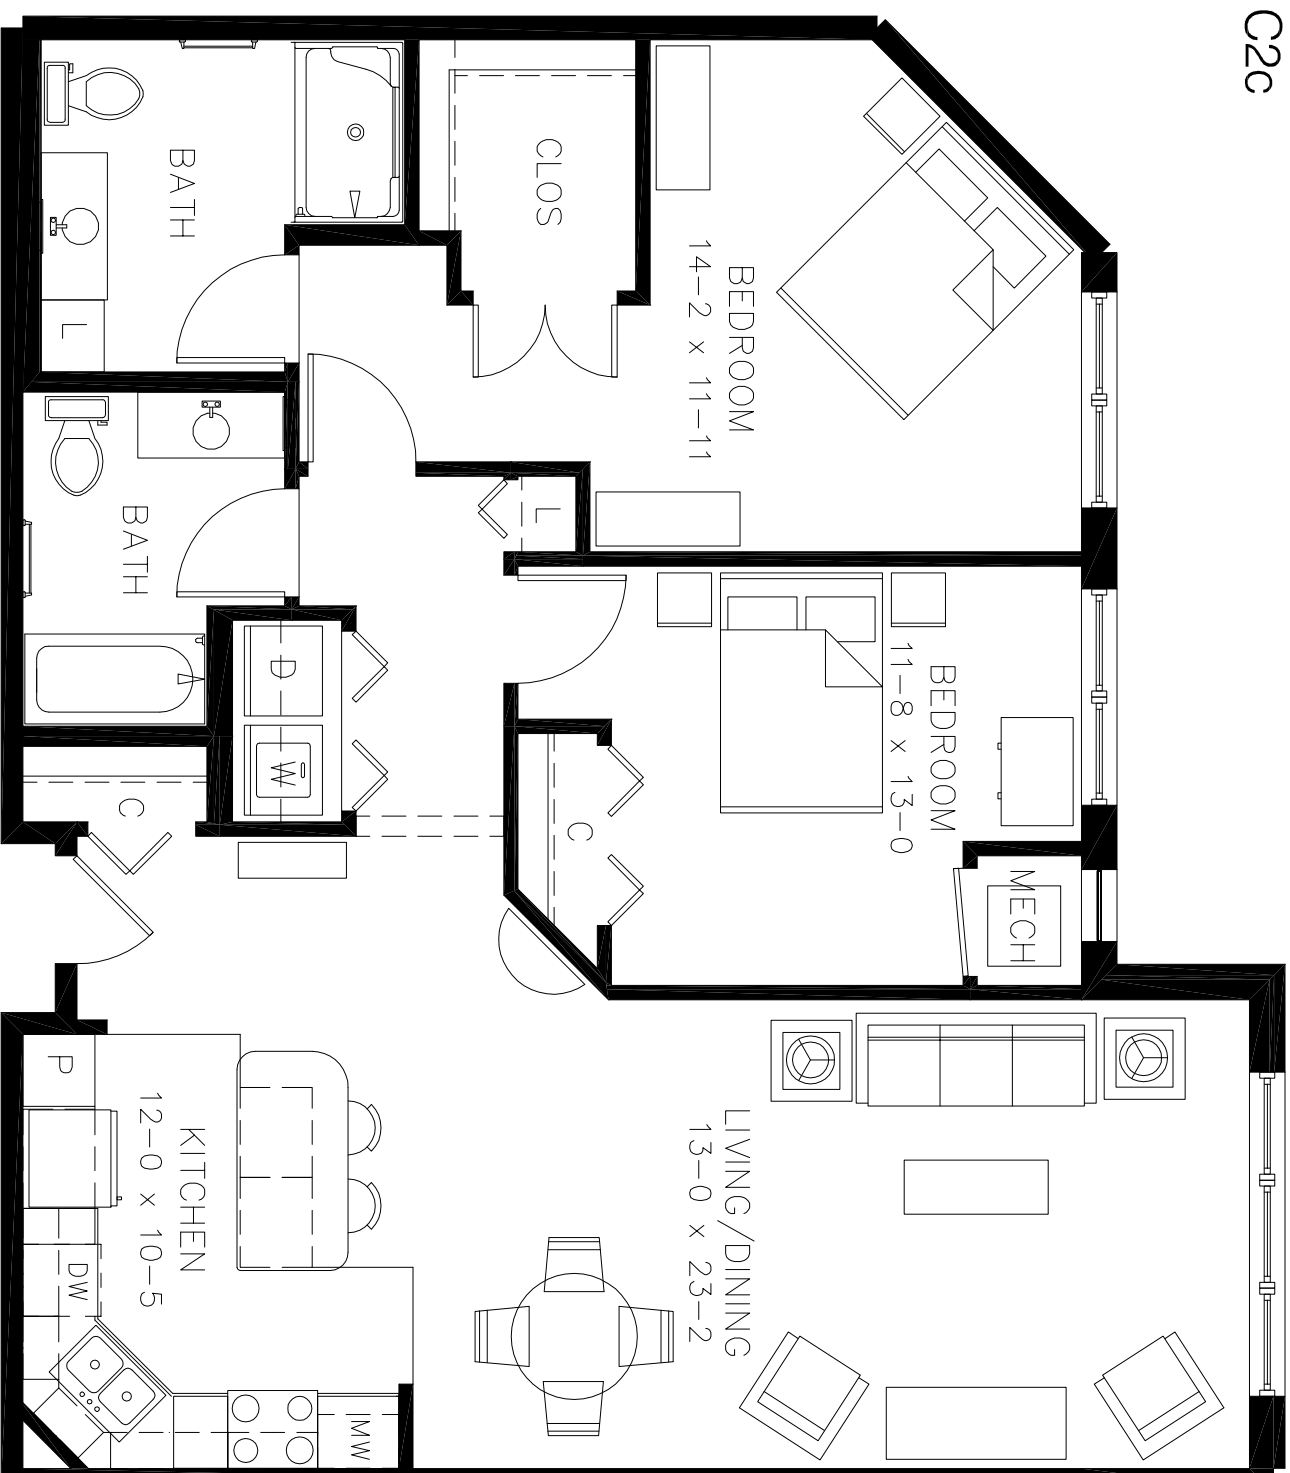 C2c
BATH
CLOS
BEDROOM
14-2 x 11-11
L
BATH
L
D
W
BEDROOM
11-8 x 13-0
C
C
MECH
P
KITCHEN
12-0 x 10-5
DW
MW
LIVING/DINING
13-0 x 23-2